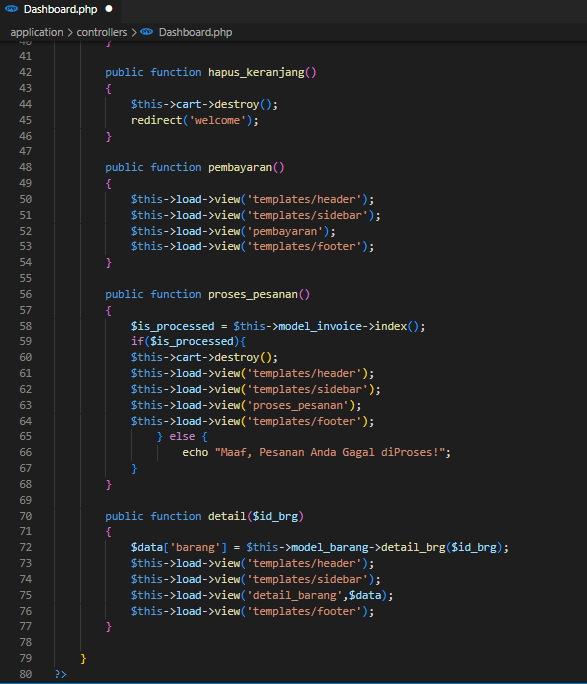 Dashboard.php ●
application > controllers > Dashboard.php
40 }
41
42 public function hapus_keranjang()
43 {
44 $this->cart->destroy();
45 redirect('welcome');
46 }
47
48 public function pembayaran()
49 {
50 $this->load->view('templates/header');
51 $this->load->view('templates/sidebar');
52 $this->load->view('pembayaran');
53 $this->load->view('templates/footer');
54 }
55
56 public function proses_pesanan()
57 {
58 $is_processed = $this->model_invoice->index();
59 if($is_processed){
60 $this->cart->destroy();
61 $this->load->view('templates/header');
62 $this->load->view('templates/sidebar');
63 $this->load->view('proses_pesanan');
64 $this->load->view('templates/footer');
65 } else {
66 echo "Maaf, Pesanan Anda Gagal diProses!";
67 }
68 }
69
70 public function detail($id_brg)
71 {
72 $data['barang'] = $this->model_barang->detail_brg($id_brg);
73 $this->load->view('templates/header');
74 $this->load->view('templates/sidebar');
75 $this->load->view('detail_barang',$data);
76 $this->load->view('templates/footer');
77 }
78
79 }
80 ?>